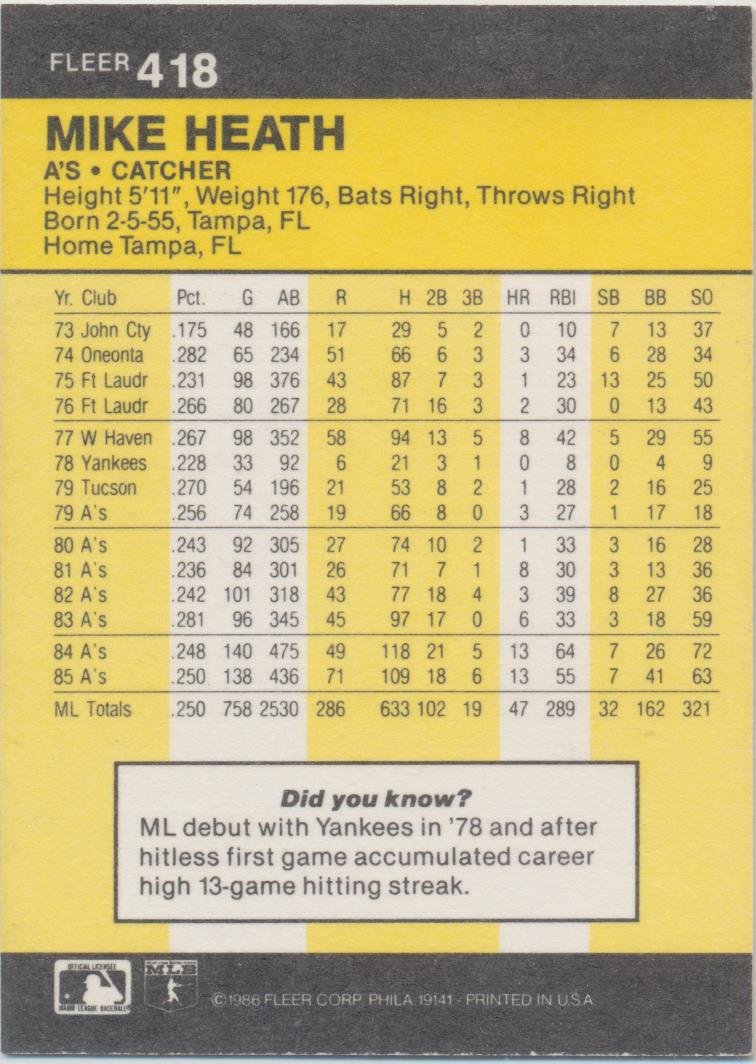 FLEER 418
MIKE HEATH
A'S • CATCHER
Height 5'11", Weight 176, Bats Right, Throws Right
Born 2-5-55, Tampa, FL
Home Tampa, FL
Yr. Club Pct. G AB R H 2B 3B HR RBI SB BB SO
73 John Cty .175 48 166 17 29 5 2 0 10 7 13 37
74 Oneonta .282 65 234 51 66 6 3 3 34 6 28 34
75 Ft Laudr .231 98 376 43 87 7 3 1 23 13 25 50
76 Ft Laudr .266 80 267 28 71 16 3 2 30 0 13 43
77 W Haven .267 98 352 58 94 13 5 8 42 5 29 55
78 Yankees .228 33 92 6 21 3 1 0 8 0 4 9
79 Tucson .270 54 196 21 53 8 2 1 28 2 16 25
79 A's .256 74 258 19 66 8 0 3 27 1 17 18
80 A's .243 92 305 27 74 10 2 1 33 3 16 28
81 A's .236 84 301 26 71 7 1 8 30 3 13 36
82 A's .242 101 318 43 77 18 4 3 39 8 27 36
83 A's .281 96 345 45 97 17 0 6 33 3 18 59
84 A's .248 140 475 49 118 21 5 13 64 7 26 72
85 A's .250 138 436 71 109 18 6 13 55 7 41 63
ML Totals .250 758 2530 286 633 102 19 47 289 32 162 321
Did you know?
ML debut with Yankees in '78 and after
hitless first game accumulated career
high 13-game hitting streak.
OFFICIAL LICENSEE
MAJOR LEAGUE BASEBALL
MLB
©1986 FLEER CORP. PHILA 19141 - PRINTED IN U.S.A